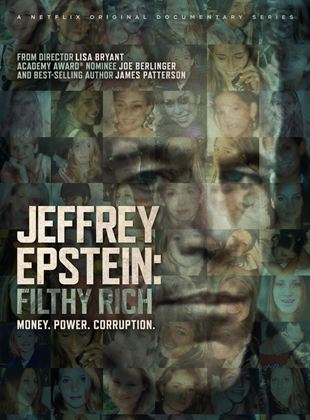 A NETFLIX ORIGINAL DOCUMENTARY SERIES
FROM DIRECTOR LISA BRYANT
ACADEMY AWARD® NOMINEE JOE BERLINGER
AND BEST-SELLING AUTHOR JAMES PATTERSON
JEFFREY
EPSTEIN:
FILTHY RICH
MONEY. POWER. CORRUPTION.